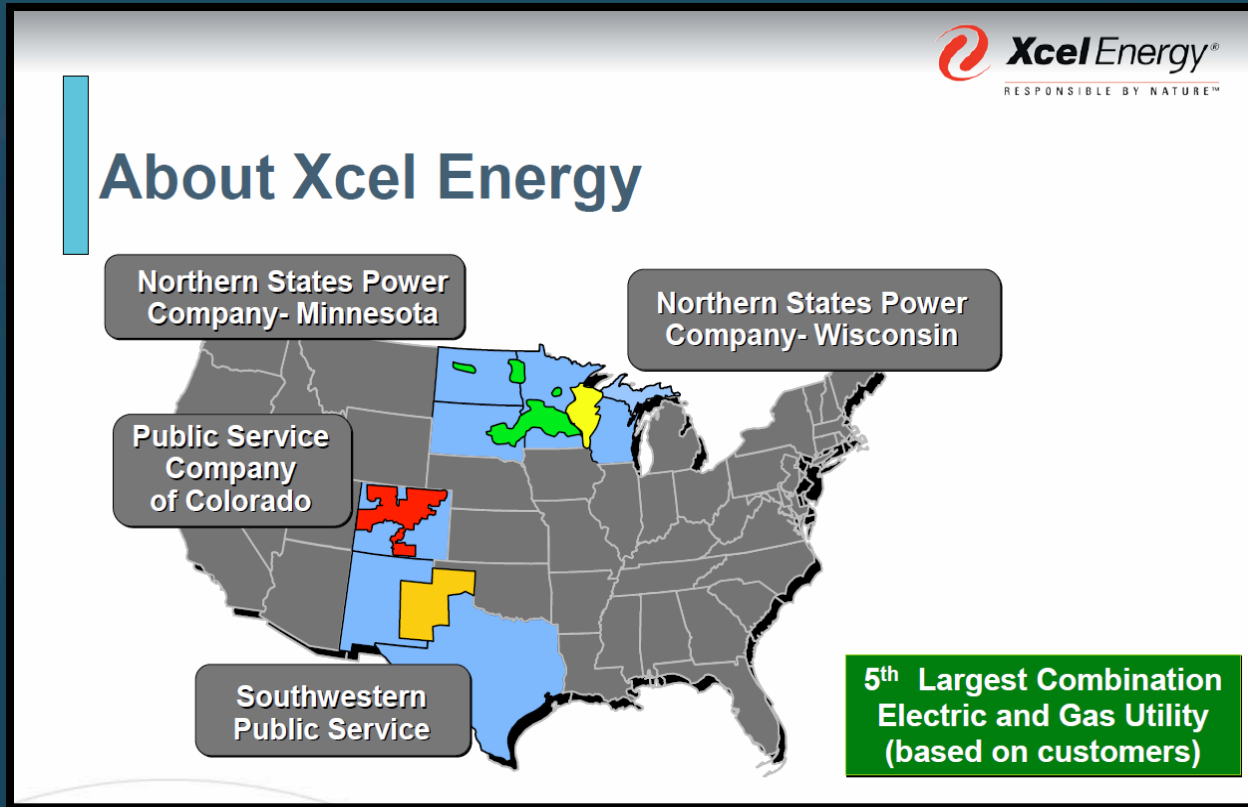 Xcel Energy®
RESPONSIBLE BY NATURE™
About Xcel Energy
Northern States Power
Company- Minnesota
Northern States Power
Company- Wisconsin
Public Service
Company
of Colorado
Southwestern
Public Service
5th Largest Combination
Electric and Gas Utility
(based on customers)